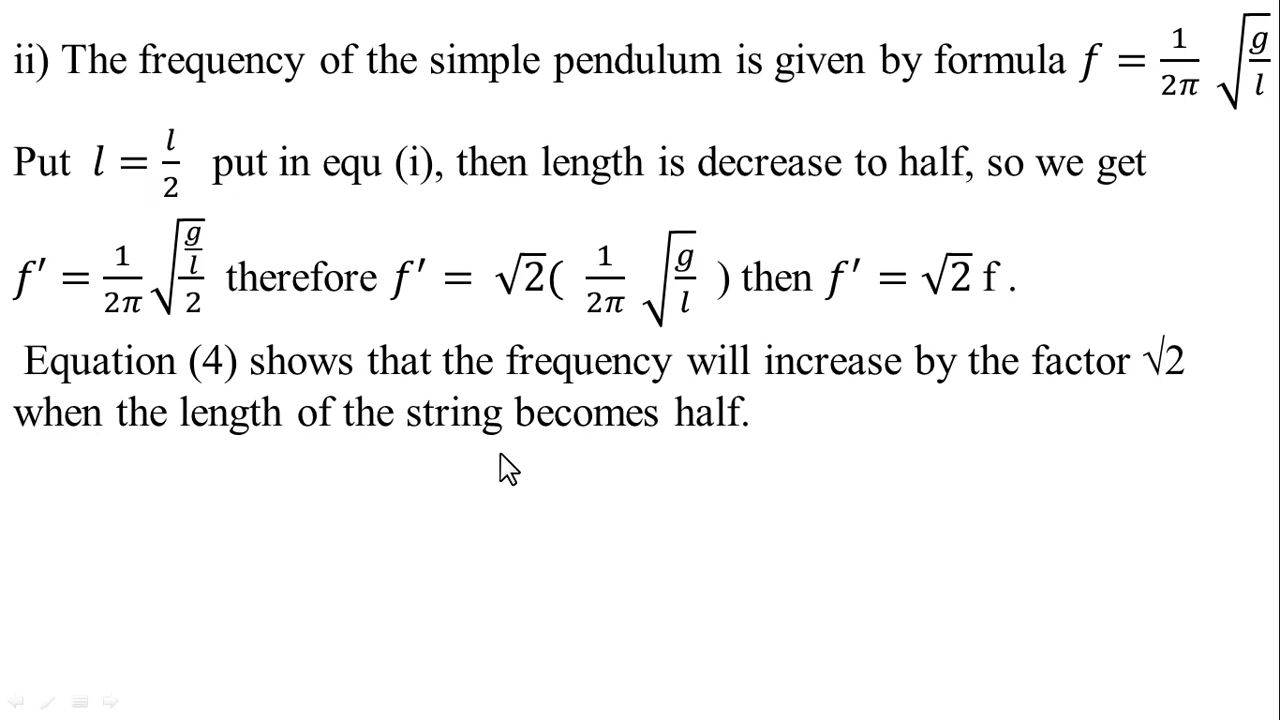 ii) The frequency of the simple pendulum is given by formula 𝑓 = 1/2𝜋 √(𝑔/𝑙)
Put 𝑙 = 𝑙/2 put in equ (i), then length is decrease to half, so we get
𝑓′ = 1/2𝜋 √(𝑔/𝑙/2) therefore 𝑓′ = √2( 1/2𝜋 √(𝑔/𝑙) ) then 𝑓′ = √2 f .
Equation (4) shows that the frequency will increase by the factor √2
when the length of the string becomes half.